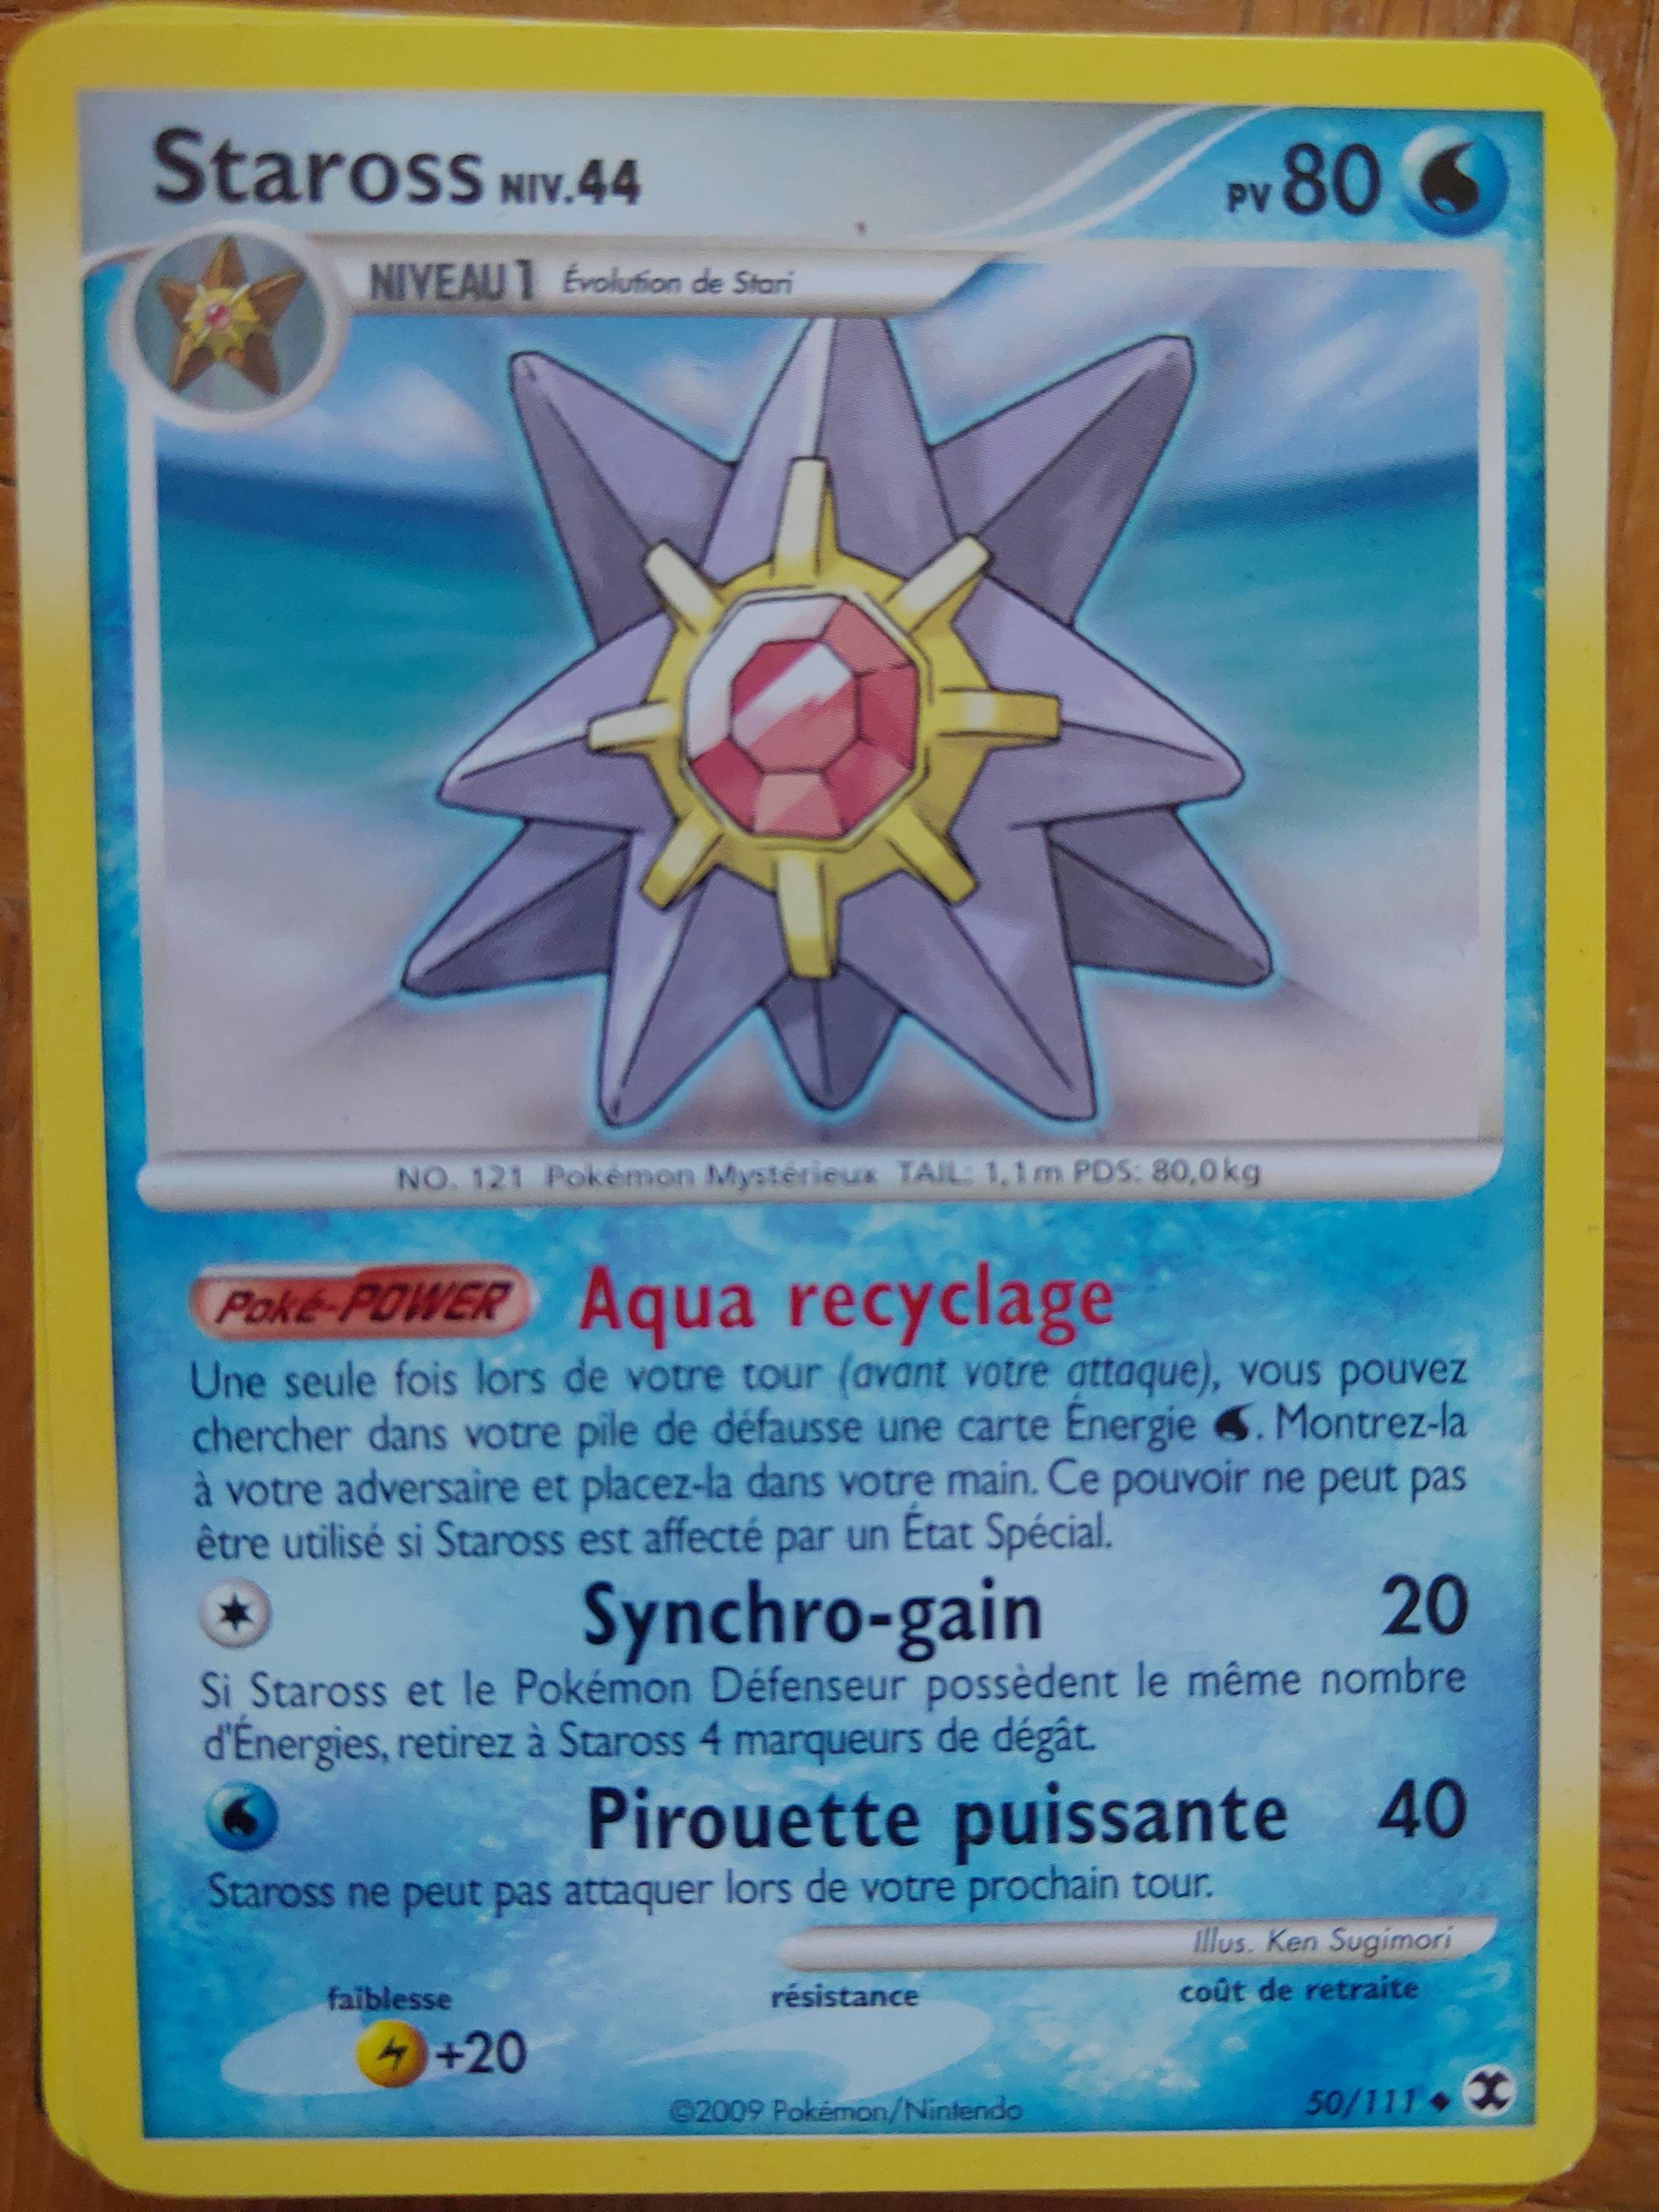 Staross NIV.44
PV 80
NIVEAU 1 Évolution de Stari
NO. 121 Pokémon Mystérieux TAIL: 1,1m PDS: 80,0kg
Poké-POWER Aqua recyclage
Une seule fois lors de votre tour (avant votre attaque), vous pouvez
chercher dans votre pile de défausse une carte Énergie . Montrez-la
à votre adversaire et placez-la dans votre main. Ce pouvoir ne peut pas
être utilisé si Staross est affecté par un État Spécial.
Synchro-gain 20
Si Staross et le Pokémon Défenseur possèdent le même nombre
d'Énergies, retirez à Staross 4 marqueurs de dégât.
Pirouette puissante 40
Staross ne peut pas attaquer lors de votre prochain tour.
Illus. Ken Sugimori
faiblesse résistance coût de retraite
+20
©2009 Pokémon/Nintendo 50/111